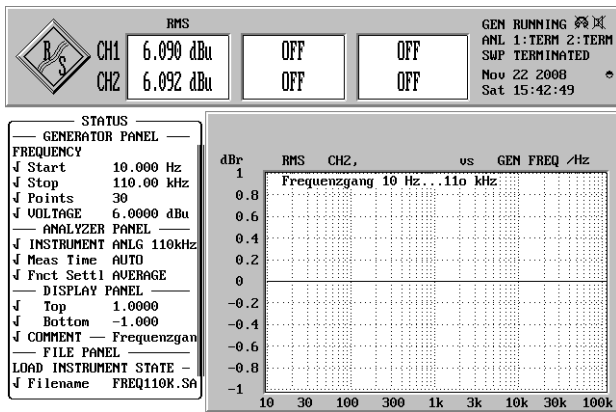 RMS
CH1 6.090 dBu OFF OFF
CH2 6.092 dBu OFF OFF
GEN RUNNING
ANL 1:TERM 2:TERM
SWP TERMINATED
Nov 22 2008
Sat 15:42:49
R S
STATUS
GENERATOR PANEL
FREQUENCY
Start 10.000 Hz
Stop 110.00 kHz
Points 30
VOLTAGE 6.0000 dBu
ANALYZER PANEL
INSTRUMENT ANLG 110kHz
Meas Time AUTO
Fnct Settl AVERAGE
DISPLAY PANEL
Top 1.0000
Bottom -1.000
COMMENT — Frequenzgan
FILE PANEL
LOAD INSTRUMENT STATE -
Filename FREQ110K.SA
dBr RMS CH2, vs GEN FREQ /Hz
Frequenzgang 10 Hz...11o kHz
1
0.8
0.6
0.4
0.2
0
-0.2
-0.4
-0.6
-0.8
-1
10 30 100 300 1k 3k 10k 30k 100k